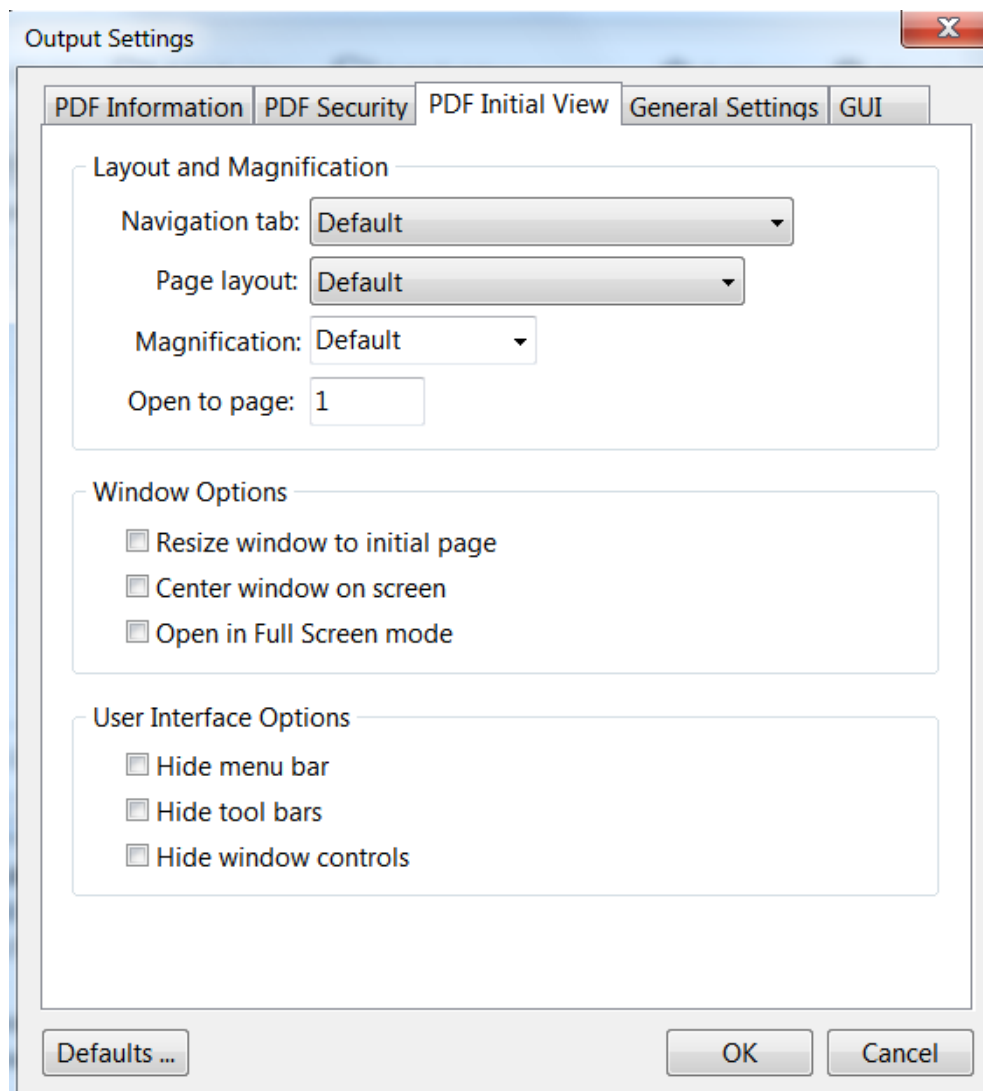 Output Settings
PDF Information PDF Security PDF Initial View General Settings GUI
Layout and Magnification
Navigation tab: Default
Page layout: Default
Magnification: Default
Open to page: 1
Window Options
Resize window to initial page
Center window on screen
Open in Full Screen mode
User Interface Options
Hide menu bar
Hide tool bars
Hide window controls
Defaults ... OK Cancel